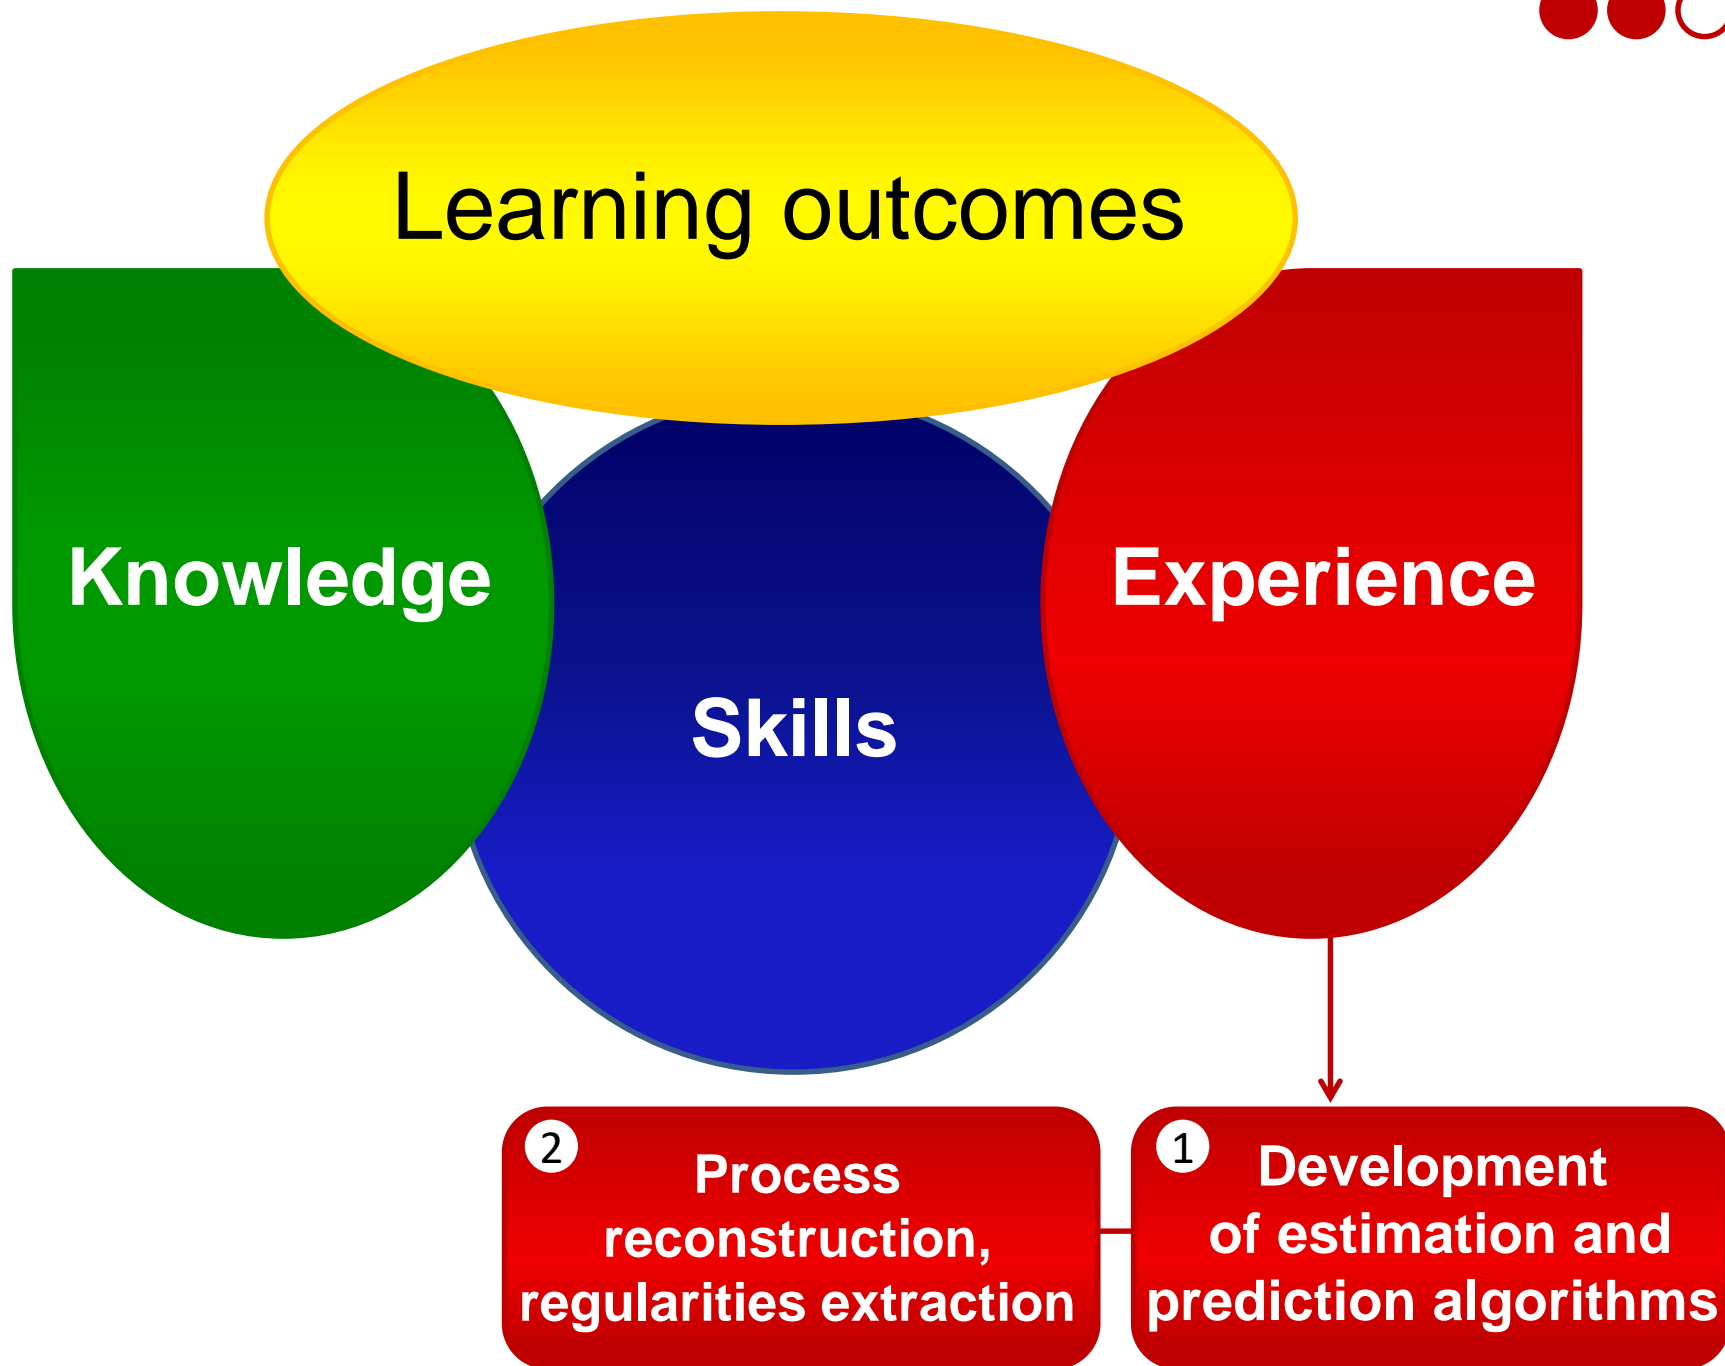 Learning outcomes
Knowledge
Experience
Skills
2
Process
reconstruction,
regularities extraction
1
Development
of estimation and
prediction algorithms